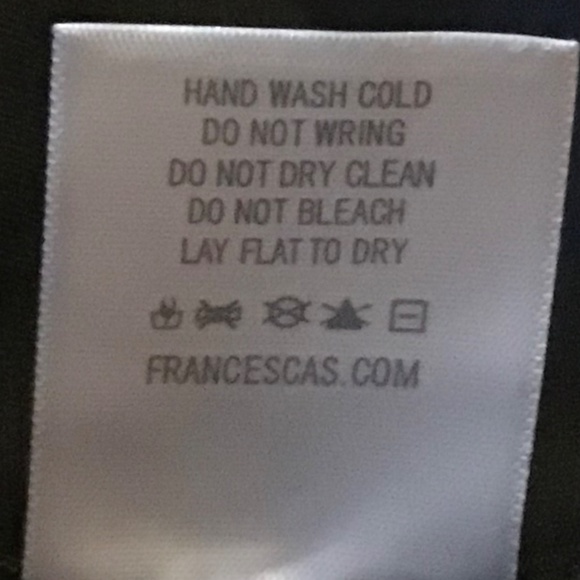 HAND WASH COLD
DO NOT WRING
DO NOT DRY CLEAN
DO NOT BLEACH
LAY FLAT TO DRY
FRANCESCAS.COM